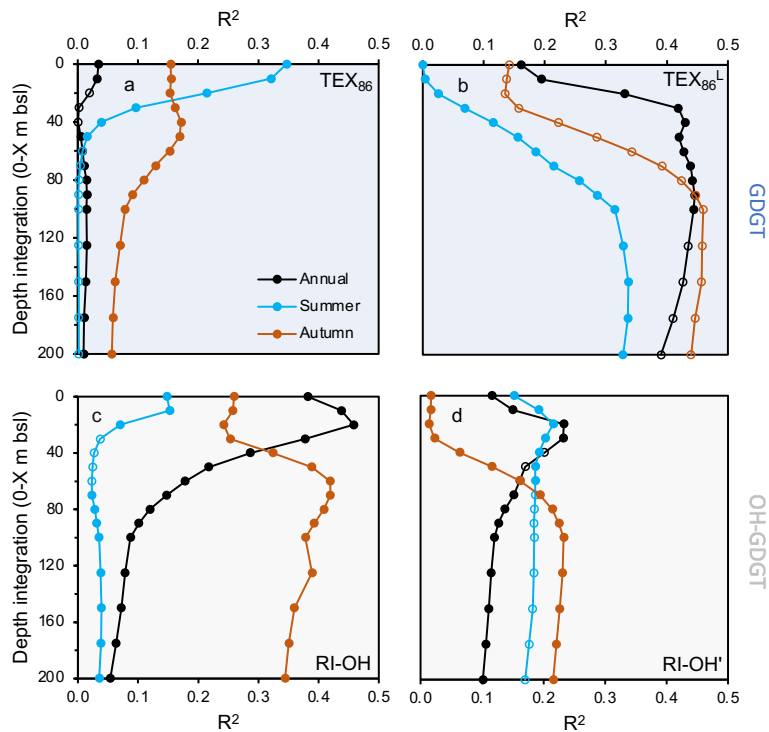 R²
R²
0 0.1 0.2 0.3 0.4 0.5
0.0 0.1 0.2 0.3 0.4 0.5
0
40
80
120
160
200
Depth integration (0-X m bsl)
a
TEX₈₆
Annual
Summer
Autumn
b
TEX₈₆ᴸ
GDGT
0
40
80
120
160
200
Depth integration (0-X m bsl)
c
RI-OH
d
RI-OH'
OH-GDGT
0 0.1 0.2 0.3 0.4 0.5
0 0.1 0.2 0.3 0.4 0.5
R²
R²